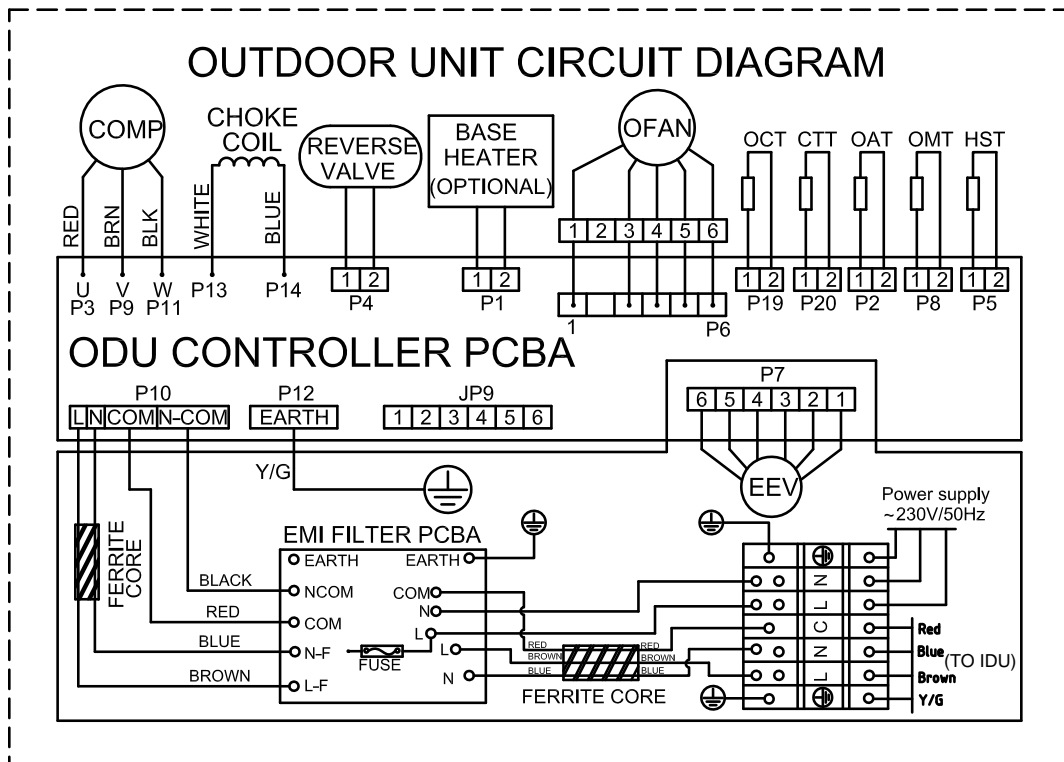 OUTDOOR UNIT CIRCUIT DIAGRAM
COMP
CHOKE
COIL
REVERSE
VALVE
BASE
HEATER
(OPTIONAL)
OFAN
OCT CTT OAT OMT HST
RED BRN BLK WHITE BLUE
1 2 3 4 5 6
U V W P13 P14
P3 P9 P11
1 2
P4
1 2
P1
1 P6
1 2
P19
1 2
P20
1 2
P2
1 2
P8
1 2
P5
ODU CONTROLLER PCBA
P10 P12 JP9 P7
L N COM N-COM EARTH 1 2 3 4 5 6
6 5 4 3 2 1
Y/G
EEV
Power supply
~230V/50Hz
FERRITE
CORE
EMI FILTER PCBA
EARTH EARTH
BLACK NCOM COM
N
RED COM
L
BLUE N-F FUSE
L
BROWN L-F
N
RED RED
BROWN BROWN
BLUE BLUE
FERRITE CORE
N
L
C Red
N Blue
(TO IDU)
L Brown
Y/G